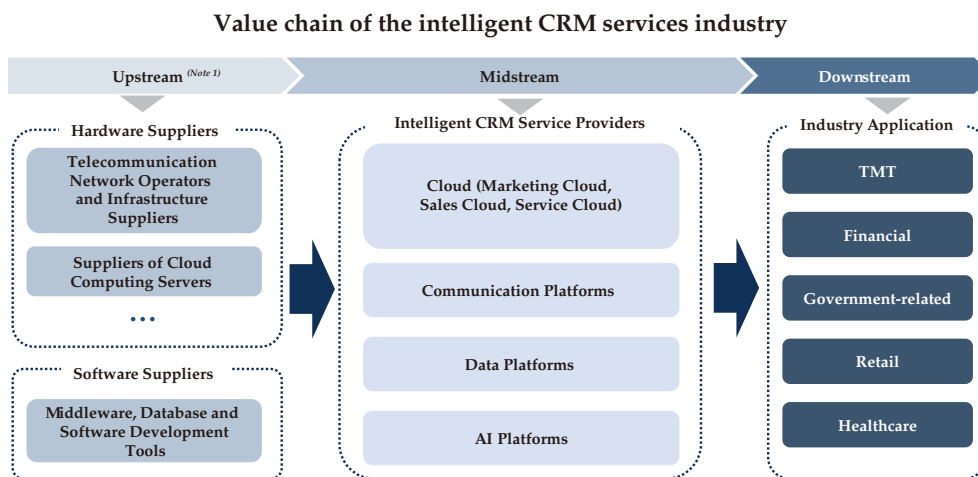 Value chain of the intelligent CRM services industry
Upstream (Note 1)
Midstream
Downstream
Hardware Suppliers
Telecommunication
Network Operators
and Infrastructure
Suppliers
Suppliers of Cloud
Computing Servers
...
Software Suppliers
Middleware, Database and
Software Development
Tools
Intelligent CRM Service Providers
Cloud (Marketing Cloud,
Sales Cloud, Service Cloud)
Communication Platforms
Data Platforms
AI Platforms
Industry Application
TMT
Financial
Government-related
Retail
Healthcare